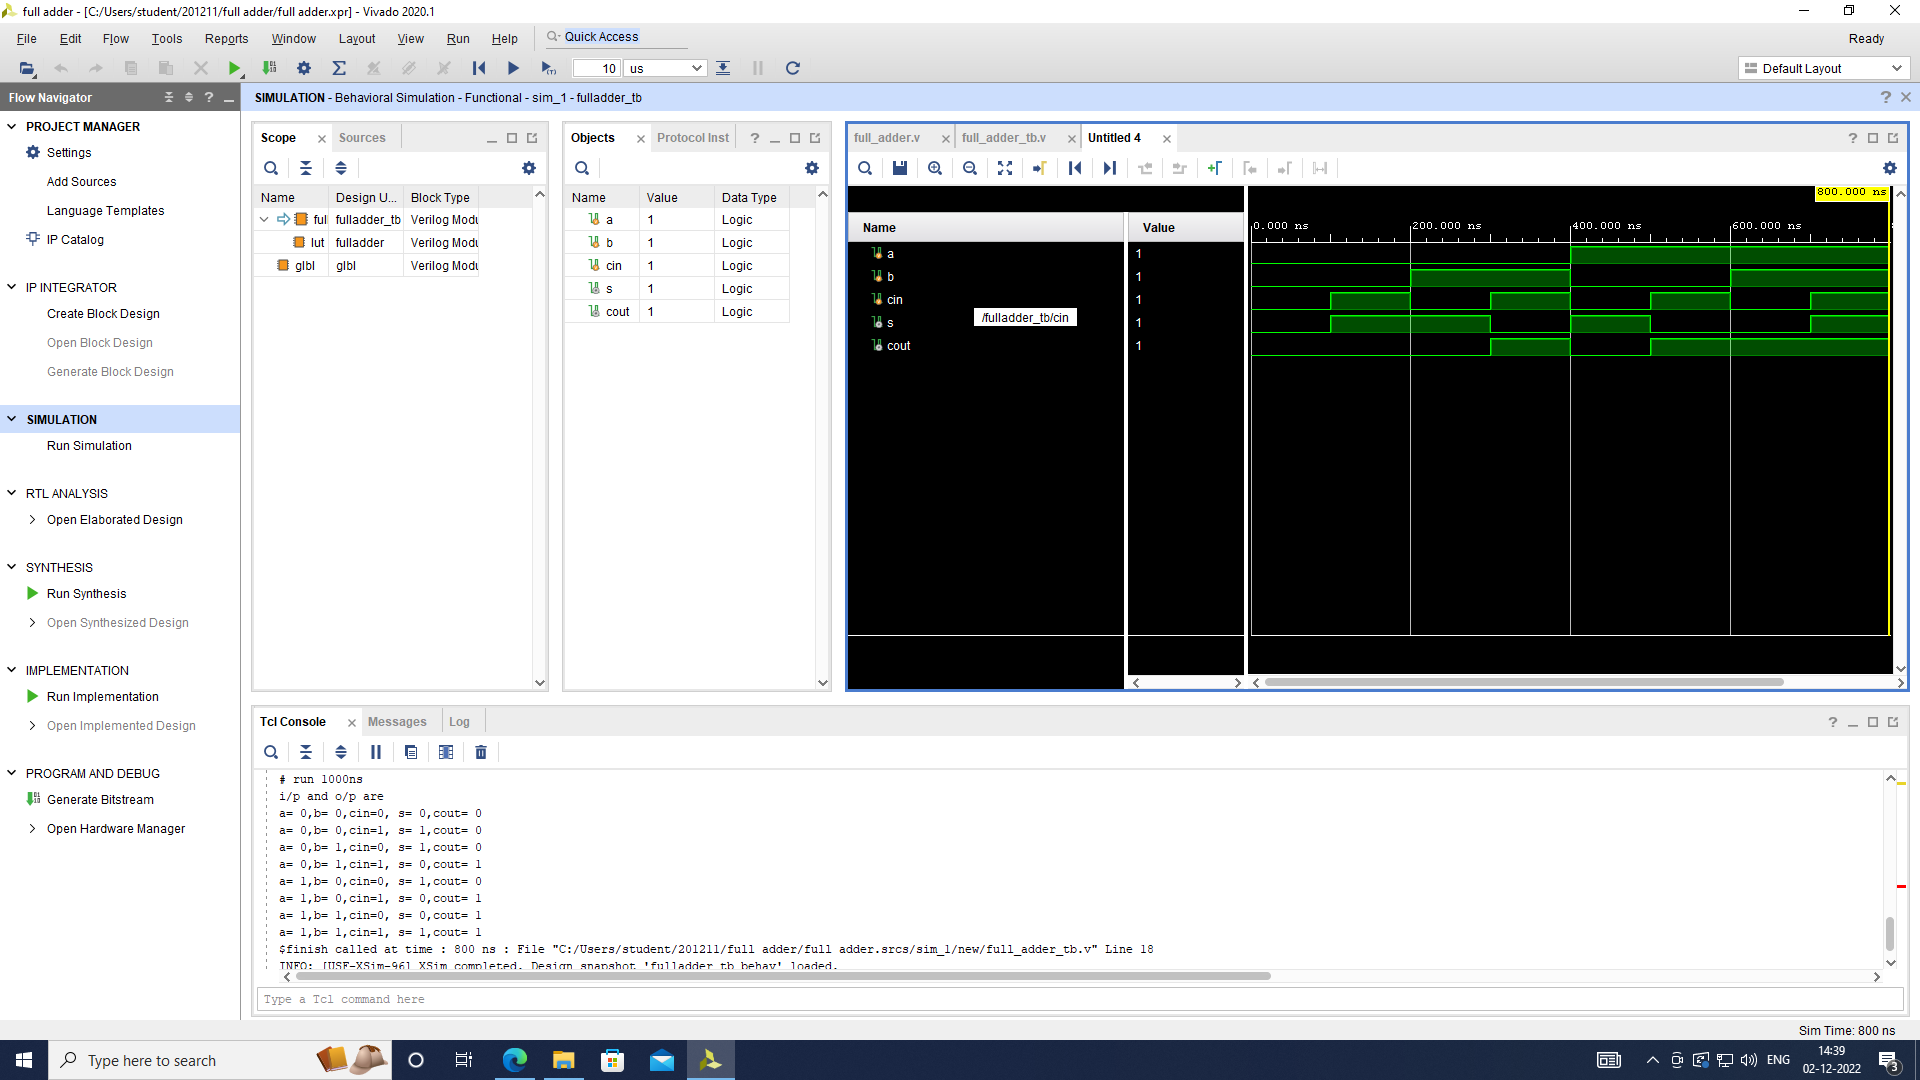 full adder - [C:/Users/student/201211/full adder/full adder.xpr] - Vivado 2020.1
File Edit Flow Tools Reports Window Layout View Run Help Quick Access Ready
10 us Default Layout
Flow Navigator
SIMULATION - Behavioral Simulation - Functional - sim_1 - fulladder_tb
PROJECT MANAGER
Settings
Add Sources
Language Templates
IP Catalog
IP INTEGRATOR
Create Block Design
Open Block Design
Generate Block Design
SIMULATION
Run Simulation
RTL ANALYSIS
Open Elaborated Design
SYNTHESIS
Run Synthesis
Open Synthesized Design
IMPLEMENTATION
Run Implementation
Open Implemented Design
PROGRAM AND DEBUG
Generate Bitstream
Open Hardware Manager
Scope Sources
Name Design U... Block Type
ful fulladder_tb Verilog Modu
lut fulladder Verilog Modu
glbl glbl Verilog Modu
Objects Protocol Inst
Name Value Data Type
a 1 Logic
b 1 Logic
cin 1 Logic
s 1 Logic
cout 1 Logic
full_adder.v full_adder_tb.v Untitled 4
800.000 ns
Name Value
0.000 ns 200.000 ns 400.000 ns 600.000 ns
a 1
b 1
cin 1
/fulladder_tb/cin
s 1
cout 1
Tcl Console Messages Log
# run 1000ns
i/p and o/p are
a= 0,b= 0,cin=0, s= 0,cout= 0
a= 0,b= 0,cin=1, s= 1,cout= 0
a= 0,b= 1,cin=0, s= 1,cout= 0
a= 0,b= 1,cin=1, s= 0,cout= 1
a= 1,b= 0,cin=0, s= 1,cout= 0
a= 1,b= 0,cin=1, s= 0,cout= 1
a= 1,b= 1,cin=0, s= 0,cout= 1
a= 1,b= 1,cin=1, s= 1,cout= 1
$finish called at time : 800 ns : File "C:/Users/student/201211/full adder/full adder.srcs/sim_1/new/full_adder_tb.v" Line 18
INFO: [USF-XSim-96] XSim completed. Design snapshot 'fulladder_tb_behav' loaded.
Type a Tcl command here
Sim Time: 800 ns
Type here to search
ENG
14:39
02-12-2022
3